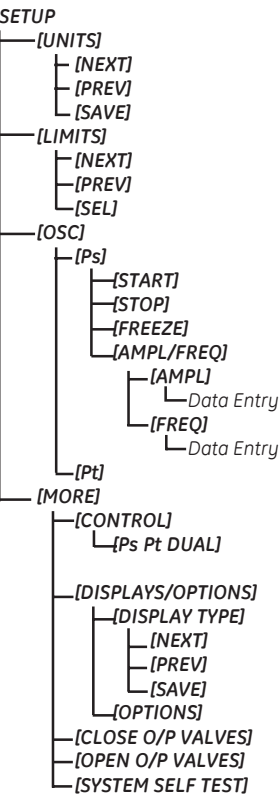 SETUP
[UNITS]
[NEXT]
[PREV]
[SAVE]
[LIMITS]
[NEXT]
[PREV]
[SEL]
[OSC]
[Ps]
[START]
[STOP]
[FREEZE]
[AMPL/FREQ]
[AMPL]
Data Entry
[FREQ]
Data Entry
[Pt]
[MORE]
[CONTROL]
[Ps Pt DUAL]
[DISPLAYS/OPTIONS]
[DISPLAY TYPE]
[NEXT]
[PREV]
[SAVE]
[OPTIONS]
[CLOSE O/P VALVES]
[OPEN O/P VALVES]
[SYSTEM SELF TEST]